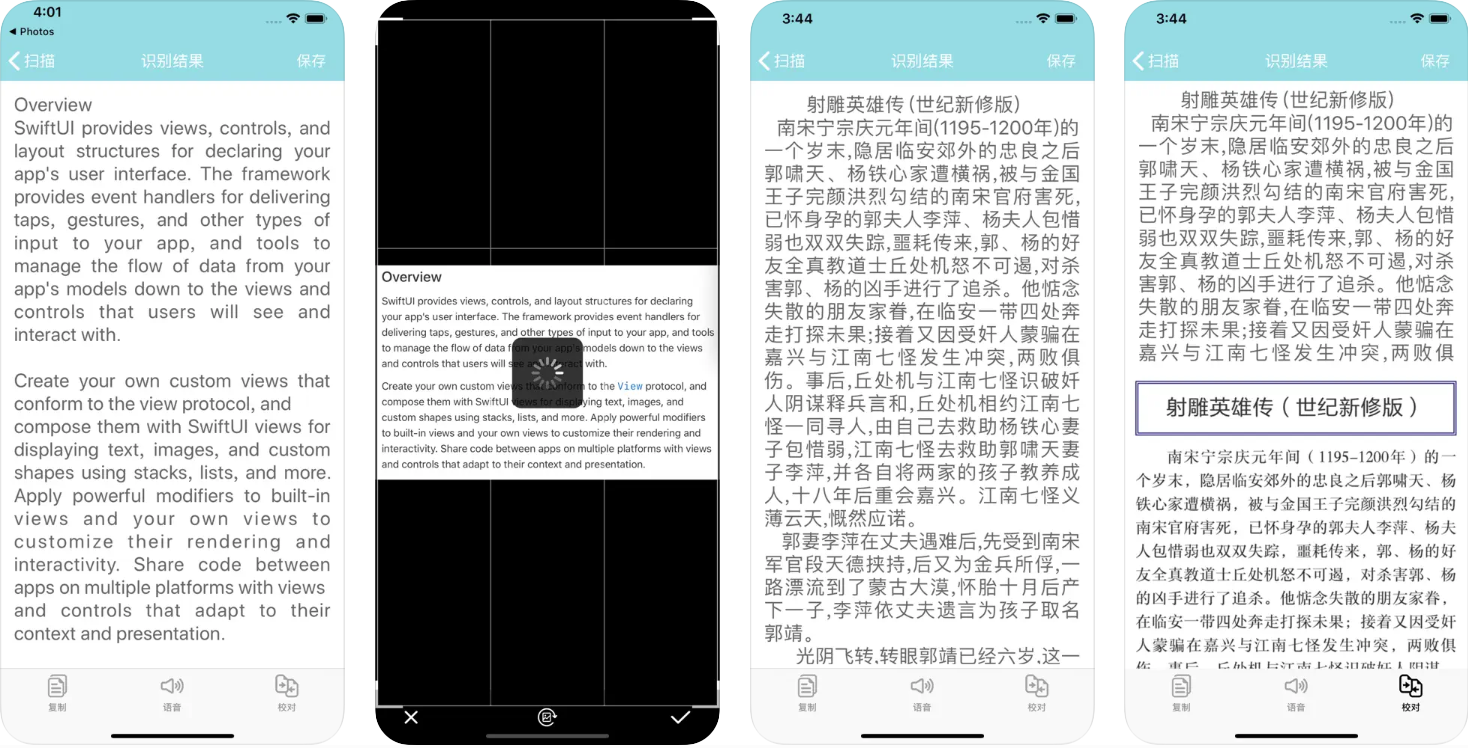 4:01
◀ Photos
扫描 识别结果 保存
Overview
SwiftUI provides views, controls, and
layout structures for declaring your
app's user interface. The framework
provides event handlers for delivering
taps, gestures, and other types of
input to your app, and tools to
manage the flow of data from your
app's models down to the views and
controls that users will see and
interact with.
Create your own custom views that
conform to the view protocol, and
compose them with SwiftUI views for
displaying text, images, and custom
shapes using stacks, lists, and more.
Apply powerful modifiers to built-in
views and your own views to
customize their rendering and
interactivity. Share code between
apps on multiple platforms with views
and controls that adapt to their
context and presentation.
复制 语音 校对
Overview
SwiftUI provides views, controls, and layout structures for declaring
your app's user interface. The framework provides event handlers for
delivering taps, gestures, and other types of input to your app, and tools
to manage the flow of data from your app's models down to the views
and controls that users will see and interact with.
Create your own custom views that conform to the View protocol, and
compose them with SwiftUI views for displaying text, images, and
custom shapes using stacks, lists, and more. Apply powerful modifiers
to built-in views and your own views to customize their rendering and
interactivity. Share code between apps on multiple platforms with views
and controls that adapt to their context and presentation.
3:44
扫描 识别结果 保存
射雕英雄传(世纪新修版)
南宋宁宗庆元年间(1195-1200年)的
一个岁末,隐居临安郊外的忠良之后
郭啸天、杨铁心家遭横祸,被与金国
王子完颜洪烈勾结的南宋官府害死,
已怀身孕的郭夫人李萍、杨夫人包惜
弱也双双失踪,噩耗传来,郭、杨的好
友全真教道士丘处机怒不可遏,对杀
害郭、杨的凶手进行了追杀。他惦念
失散的朋友家眷,在临安一带四处奔
走打探未果;接着又因受奸人蒙骗在
嘉兴与江南七怪发生冲突,两败俱
伤。事后,丘处机与江南七怪识破奸
人阴谋释兵言和,丘处机相约江南七
怪一同寻人,由自己去救助杨铁心妻
子包惜弱,江南七怪去救助郭啸天妻
子李萍,并各自将两家的孩子教养成
人,十八年后重会嘉兴。江南七怪义
薄云天,慨然应诺。
郭妻李萍在丈夫遇难后,先受到南宋
军官段天德挟持,后又为金兵所俘,一
路漂流到了蒙古大漠,怀胎十月后产
下一子,李萍依丈夫遗言为孩子取名
郭靖。
光阴飞转,转眼郭靖已经六岁,这一
复制 语音 校对
3:44
扫描 识别结果 保存
射雕英雄传(世纪新修版)
南宋宁宗庆元年间(1195-1200年)的
一个岁末,隐居临安郊外的忠良之后
郭啸天、杨铁心家遭横祸,被与金国
王子完颜洪烈勾结的南宋官府害死,
已怀身孕的郭夫人李萍、杨夫人包惜
弱也双双失踪,噩耗传来,郭、杨的好
友全真教道士丘处机怒不可遏,对杀
害郭、杨的凶手进行了追杀。他惦念
失散的朋友家眷,在临安一带四处奔
走打探未果;接着又因受奸人蒙骗在
嘉兴与江南七怪发生冲突,两败俱
射雕英雄传（世纪新修版）
南宋宁宗庆元年间（1195–1200年）的一
个岁末，隐居临安郊外的忠良之后郭啸天、杨
铁心家遭横祸，被与金国王子完颜洪烈勾结的
南宋官府害死，已怀身孕的郭夫人李萍、杨夫
人包惜弱也双双失踪，噩耗传来，郭、杨的好
友全真教道士丘处机怒不可遏，对杀害郭、杨
的凶手进行了追杀。他惦念失散的朋友家眷，
在临安一带四处奔走打探未果；接着又因受奸
人蒙骗在嘉兴与江南七怪发生冲突，两败俱
伤。事后，丘处机与江南七怪识破奸人阴谋
复制 语音 校对